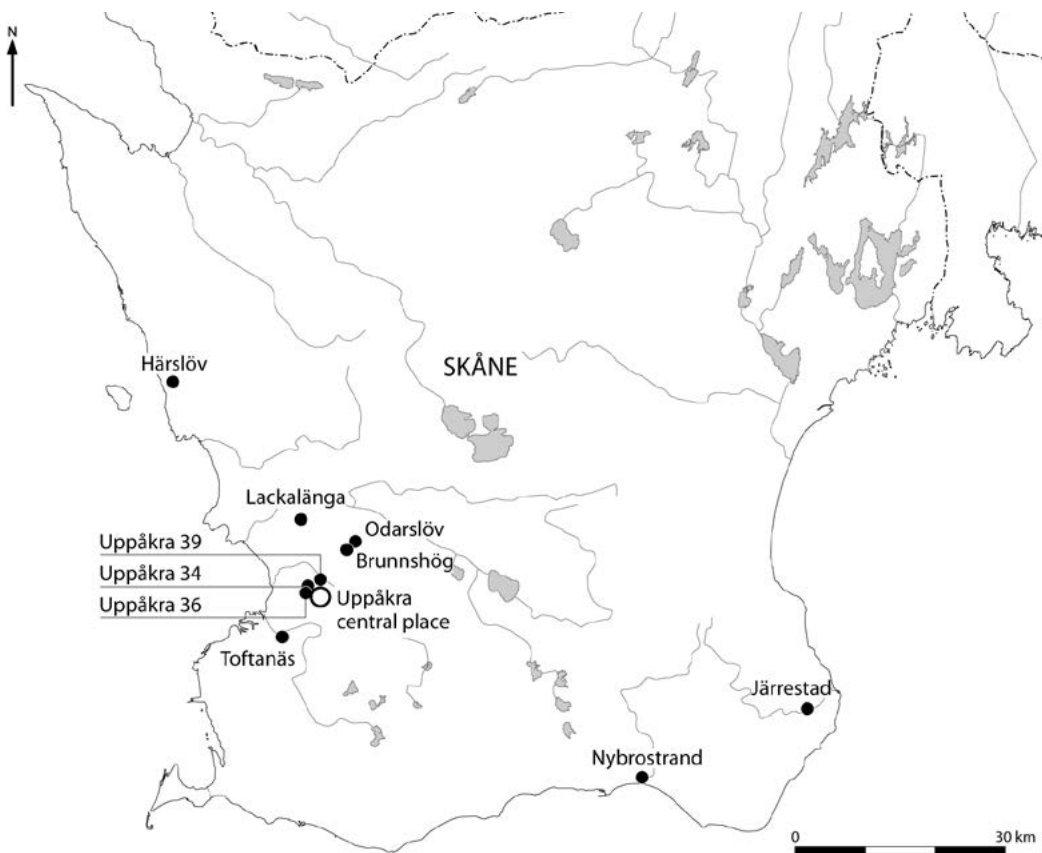 N
Härslöv
SKÅNE
Lackalänga
Odarslöv
Brunnshög
Uppåkra 39
Uppåkra 34
Uppåkra 36
Uppåkra
central place
Toftanäs
Järrestad
Nybrostrand
0 30 km